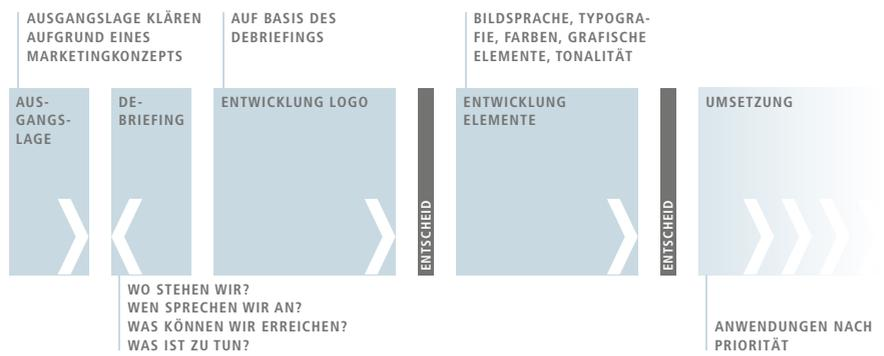 AUSGANGSLAGE KLÄREN
AUFGRUND EINES
MARKETINGKONZEPTS
AUF BASIS DES
DEBRIEFINGS
BILDSPRACHE, TYPOGRA-
FIE, FARBEN, GRAFISCHE
ELEMENTE, TONALITÄT
AUS-
GANGS-
LAGE
DE-
BRIEFING
ENTWICKLUNG LOGO
ENTSCHEID
ENTWICKLUNG
ELEMENTE
ENTSCHEID
UMSETZUNG
WO STEHEN WIR?
WEN SPRECHEN WIR AN?
WAS KÖNNEN WIR ERREICHEN?
WAS IST ZU TUN?
ANWENDUNGEN NACH
PRIORITÄT